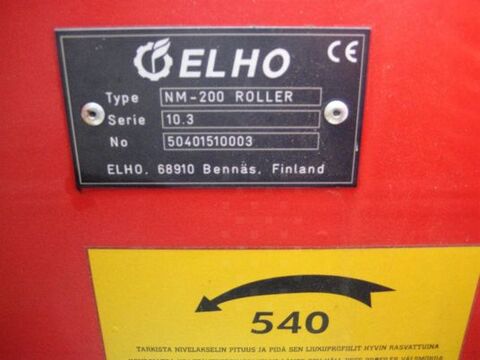 ELHO CE
Type NM-200 ROLLER
Serie 10.3
No 50401510003
ELHO. 68910 Bennäs. Finland
540
TARKISTA NIVELAKSELIN PITUUS JA PIDÄ SEN LIUKUPROFIILIT HYVIN RASVATTUINA